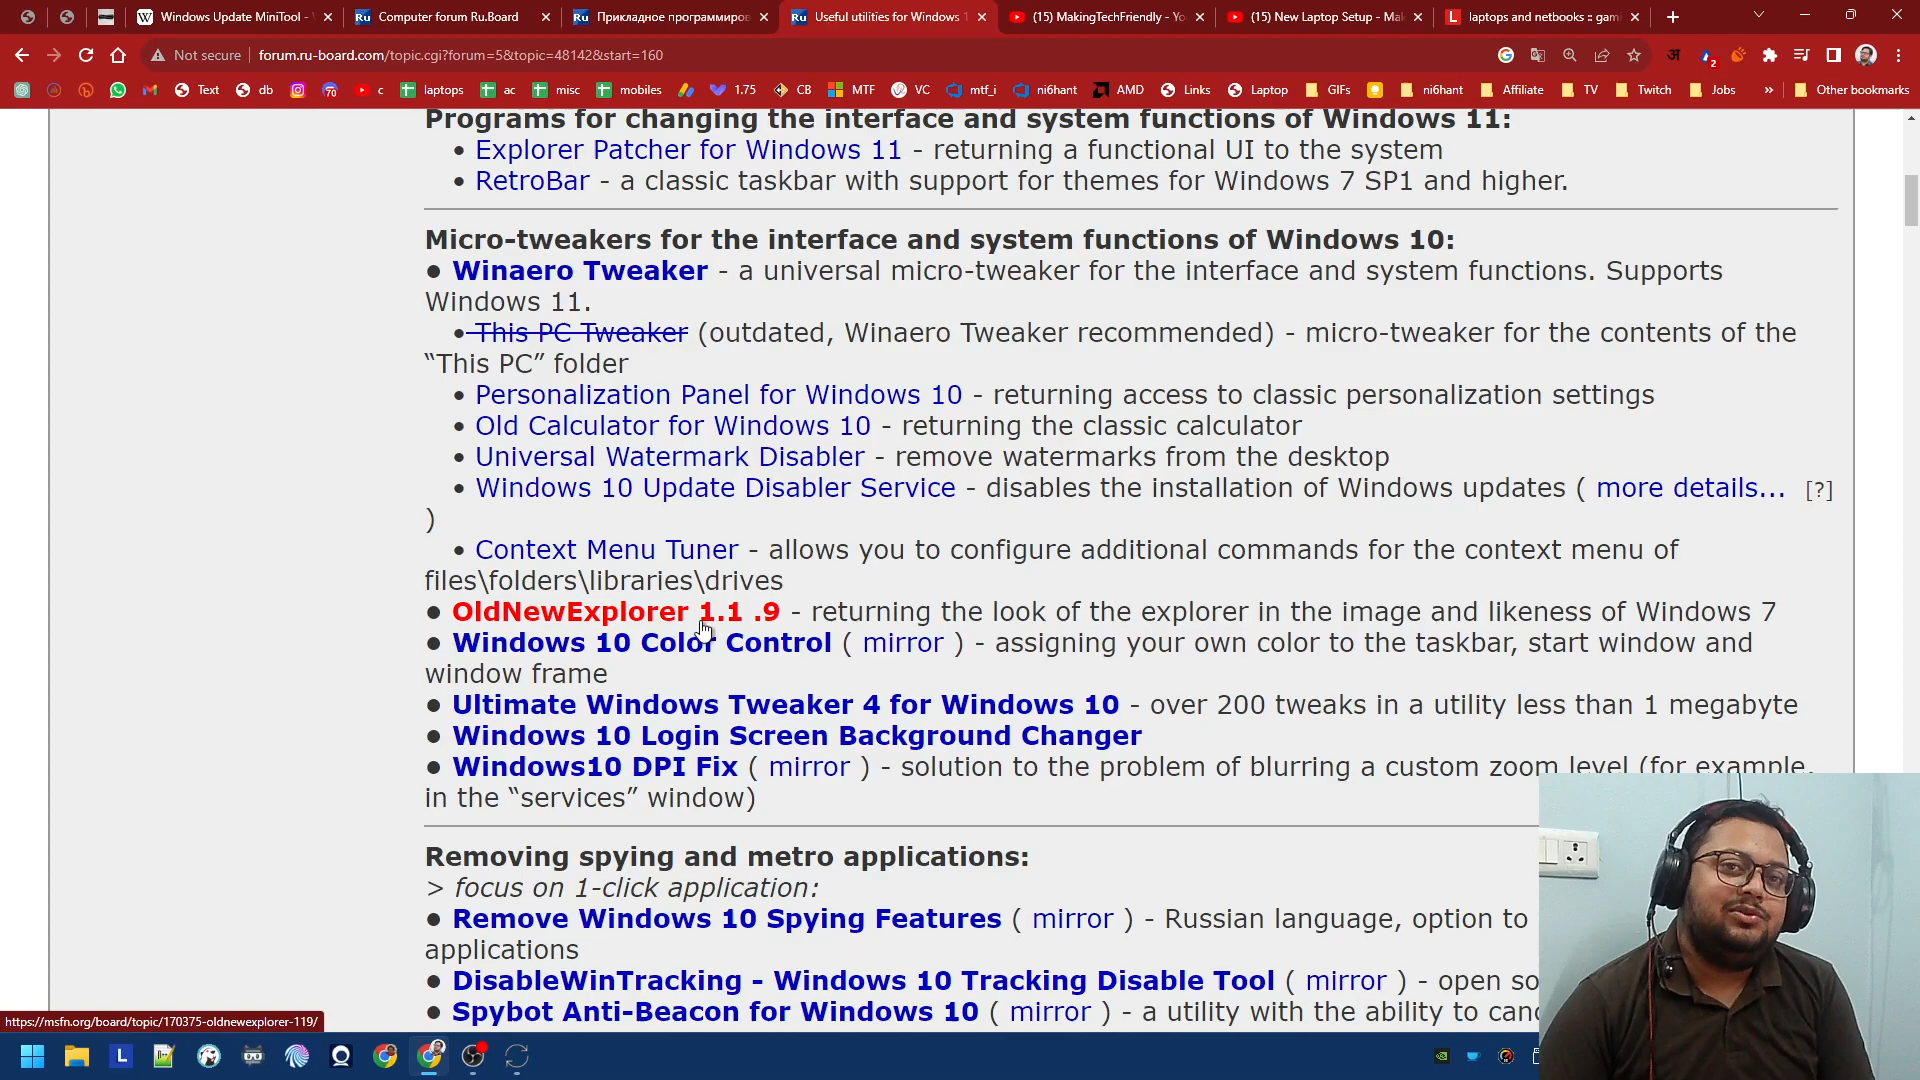 Windows Update MiniTool -
Computer forum Ru.Board
Прикладное программиров
Useful utilities for Windows 1
(15) MakingTechFriendly - Yo
(15) New Laptop Setup - Mak
laptops and netbooks :: gam
Not secure
forum.ru-board.com/topic.cgi?forum=5&topic=48142&start=160
Text
db
70
c
laptops
ac
misc
mobiles
1.75
CB
MTF
VC
mtf_i
ni6hant
AMD
Links
Laptop
GIFs
ni6hant
Affiliate
TV
Twitch
Jobs
»
Other bookmarks
Programs for changing the interface and system functions of Windows 11:
• Explorer Patcher for Windows 11 - returning a functional UI to the system
• RetroBar - a classic taskbar with support for themes for Windows 7 SP1 and higher.
Micro-tweakers for the interface and system functions of Windows 10:
● Winaero Tweaker - a universal micro-tweaker for the interface and system functions. Supports
Windows 11.
• This PC Tweaker (outdated, Winaero Tweaker recommended) - micro-tweaker for the contents of the
“This PC” folder
• Personalization Panel for Windows 10 - returning access to classic personalization settings
• Old Calculator for Windows 10 - returning the classic calculator
• Universal Watermark Disabler - remove watermarks from the desktop
• Windows 10 Update Disabler Service - disables the installation of Windows updates ( more details... [?]
)
• Context Menu Tuner - allows you to configure additional commands for the context menu of
files\folders\libraries\drives
● OldNewExplorer 1.1 .9 - returning the look of the explorer in the image and likeness of Windows 7
● Windows 10 Color Control ( mirror ) - assigning your own color to the taskbar, start window and
window frame
● Ultimate Windows Tweaker 4 for Windows 10 - over 200 tweaks in a utility less than 1 megabyte
● Windows 10 Login Screen Background Changer
● Windows10 DPI Fix ( mirror ) - solution to the problem of blurring a custom zoom level (for example,
in the “services” window)
Removing spying and metro applications:
> focus on 1-click application:
● Remove Windows 10 Spying Features ( mirror ) - Russian language, option to
applications
● DisableWinTracking - Windows 10 Tracking Disable Tool ( mirror ) - open so
● Spybot Anti-Beacon for Windows 10 ( mirror ) - a utility with the ability to canc
https://msfn.org/board/topic/170375-oldnewexplorer-119/